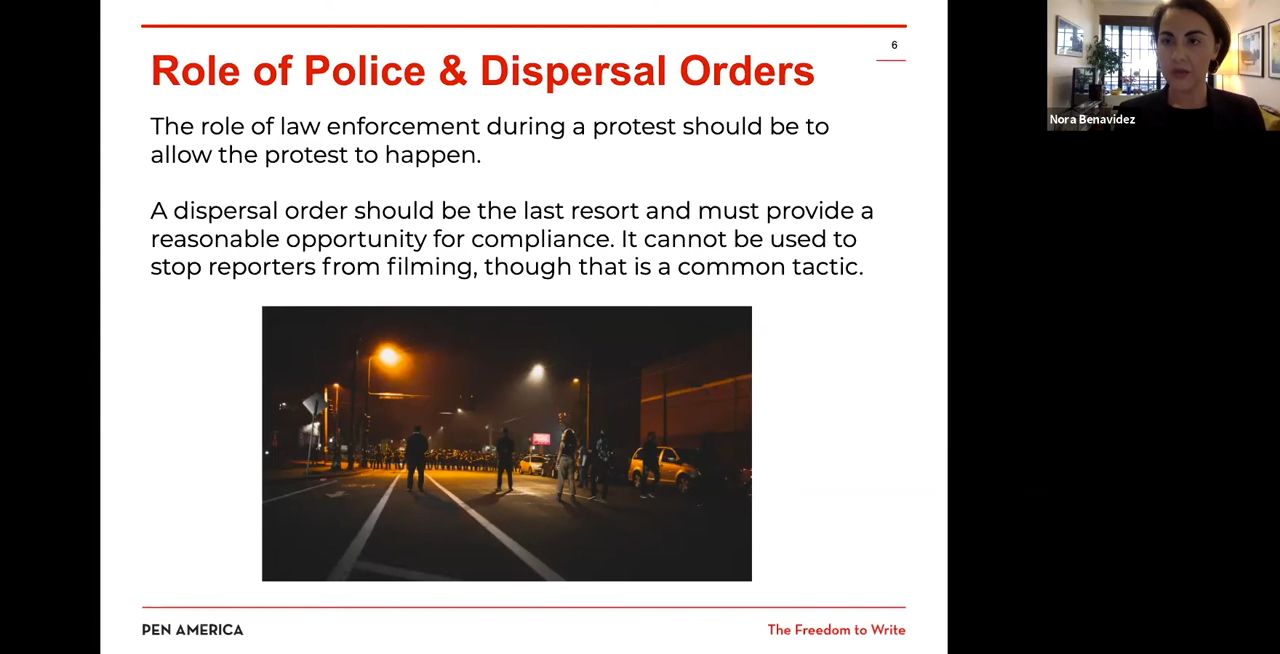 6
Role of Police & Dispersal Orders
The role of law enforcement during a protest should be to
allow the protest to happen.
A dispersal order should be the last resort and must provide a
reasonable opportunity for compliance. It cannot be used to
stop reporters from filming, though that is a common tactic.
PEN AMERICA
The Freedom to Write
Nora Benavidez